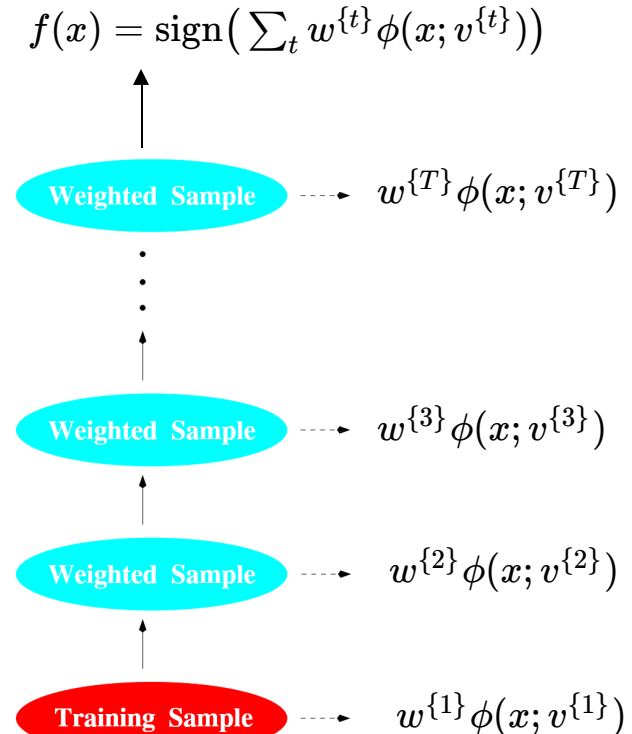 f(x) = sign(∑_t w^{t} ϕ(x; v^{t}))
Weighted Sample w^{T} ϕ(x; v^{T})
Weighted Sample w^{3} ϕ(x; v^{3})
Weighted Sample w^{2} ϕ(x; v^{2})
Training Sample w^{1} ϕ(x; v^{1})